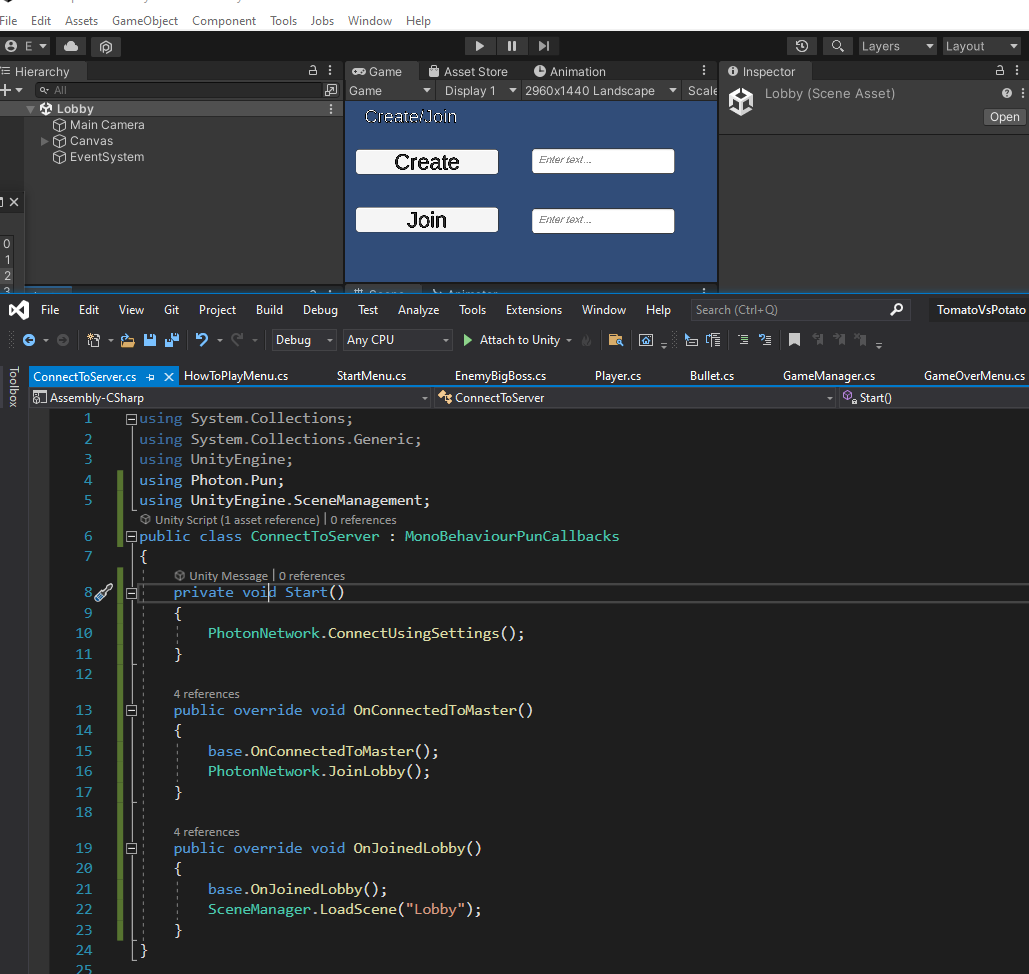 File Edit Assets GameObject Component Tools Jobs Window Help
E Layers Layout
Hierarchy Game Asset Store Animation Inspector
All Game Display 1 2960x1440 Landscape Scale Lobby (Scene Asset)
Lobby Open
Main Camera
Canvas
EventSystem
Create/Join
Create Enter text...
Join Enter text...
0
1
2
3
File Edit View Git Project Build Debug Test Analyze Tools Extensions Window Help Search (Ctrl+Q) TomatoVsPotato
Debug Any CPU Attach to Unity
Toolbox
ConnectToServer.cs HowToPlayMenu.cs StartMenu.cs EnemyBigBoss.cs Player.cs Bullet.cs GameManager.cs GameOverMenu.cs
Assembly-CSharp ConnectToServer Start()
1 using System.Collections;
2 using System.Collections.Generic;
3 using UnityEngine;
4 using Photon.Pun;
5 using UnityEngine.SceneManagement;
Unity Script (1 asset reference) | 0 references
6 public class ConnectToServer : MonoBehaviourPunCallbacks
7 {
Unity Message | 0 references
8 private void Start()
9 {
10 PhotonNetwork.ConnectUsingSettings();
11 }
12
4 references
13 public override void OnConnectedToMaster()
14 {
15 base.OnConnectedToMaster();
16 PhotonNetwork.JoinLobby();
17 }
18
4 references
19 public override void OnJoinedLobby()
20 {
21 base.OnJoinedLobby();
22 SceneManager.LoadScene("Lobby");
23 }
24 }
25